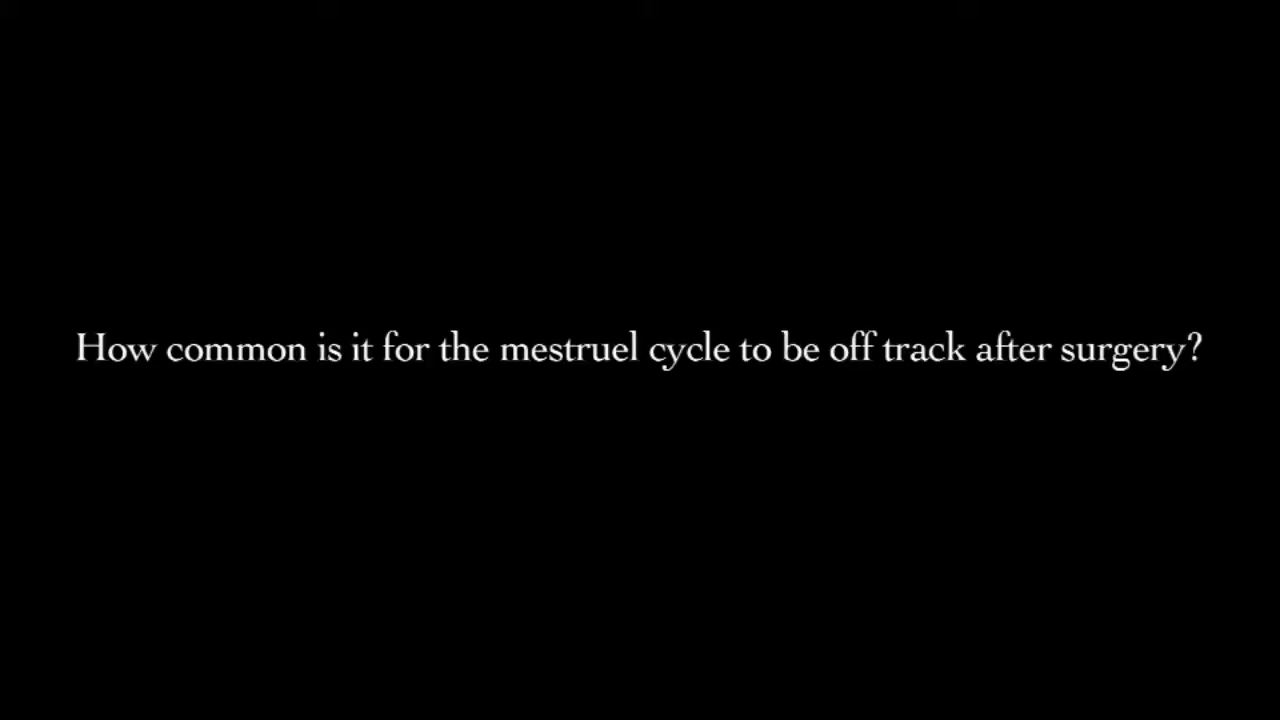 How common is it for the mestruel cycle to be off track after surgery?